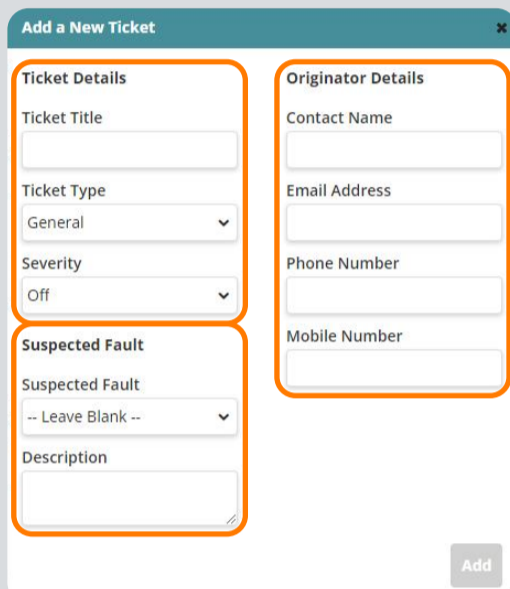 Add a New Ticket
Ticket Details
Ticket Title
Ticket Type
General
Severity
Off
Suspected Fault
Suspected Fault
-- Leave Blank --
Description
Originator Details
Contact Name
Email Address
Phone Number
Mobile Number
Add